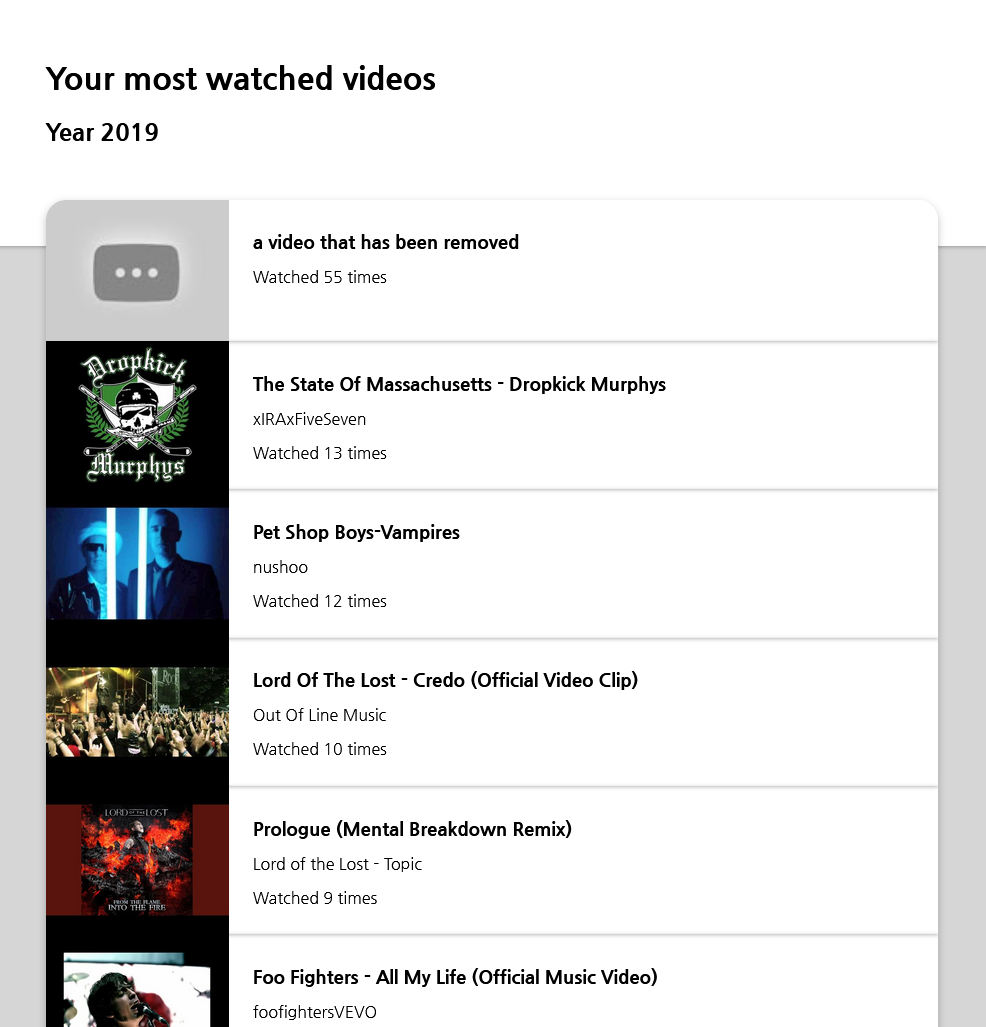 Your most watched videos
Year 2019
a video that has been removed
Watched 55 times
Dropkick
Murphys
The State Of Massachusetts - Dropkick Murphys
xIRAxFiveSeven
Watched 13 times
Pet Shop Boys-Vampires
nushoo
Watched 12 times
Lord Of The Lost - Credo (Official Video Clip)
Out Of Line Music
Watched 10 times
LORD OF THE LOST
FROM THE FLAME
INTO THE FIRE
Prologue (Mental Breakdown Remix)
Lord of the Lost - Topic
Watched 9 times
Foo Fighters - All My Life (Official Music Video)
foofightersVEVO